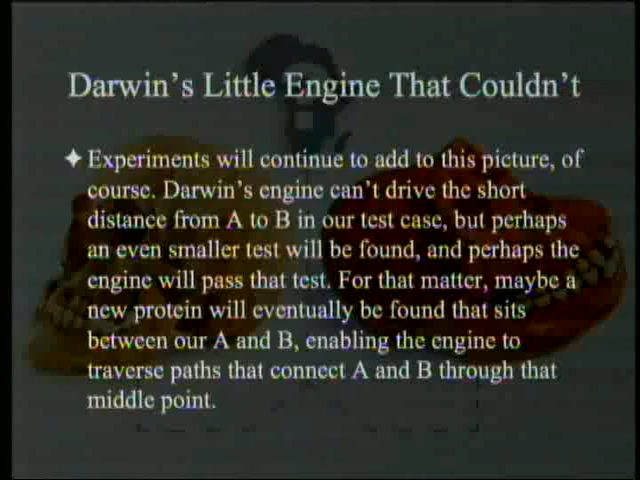 Darwin's Little Engine That Couldn't
Experiments will continue to add to this picture, of
course. Darwin's engine can't drive the short
distance from A to B in our test case, but perhaps
an even smaller test will be found, and perhaps the
engine will pass that test. For that matter, maybe a
new protein will eventually be found that sits
between our A and B, enabling the engine to
traverse paths that connect A and B through that
middle point.